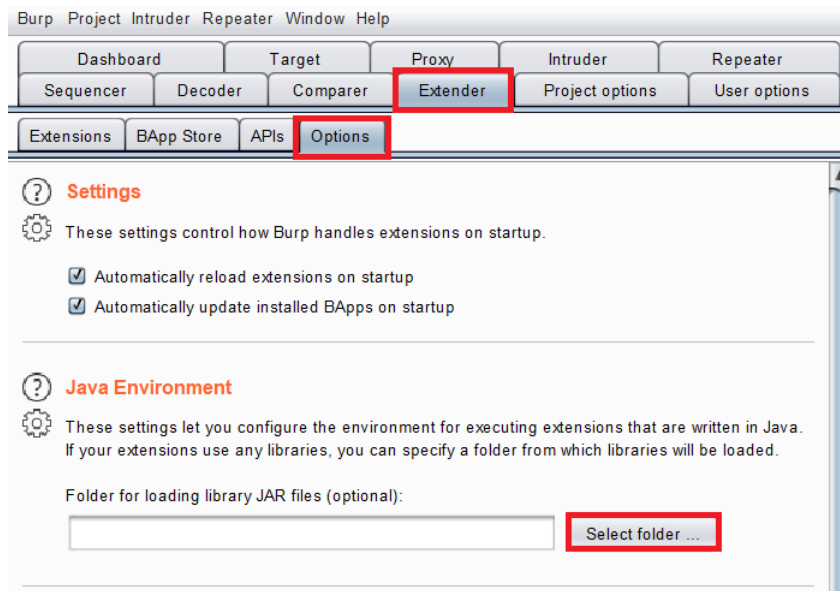 Burp Project Intruder Repeater Window Help
Dashboard Target Proxy Intruder Repeater
Sequencer Decoder Comparer Extender Project options User options
Extensions BApp Store APIs Options
Settings
These settings control how Burp handles extensions on startup.
Automatically reload extensions on startup
Automatically update installed BApps on startup
Java Environment
These settings let you configure the environment for executing extensions that are written in Java.
If your extensions use any libraries, you can specify a folder from which libraries will be loaded.
Folder for loading library JAR files (optional):
Select folder ...